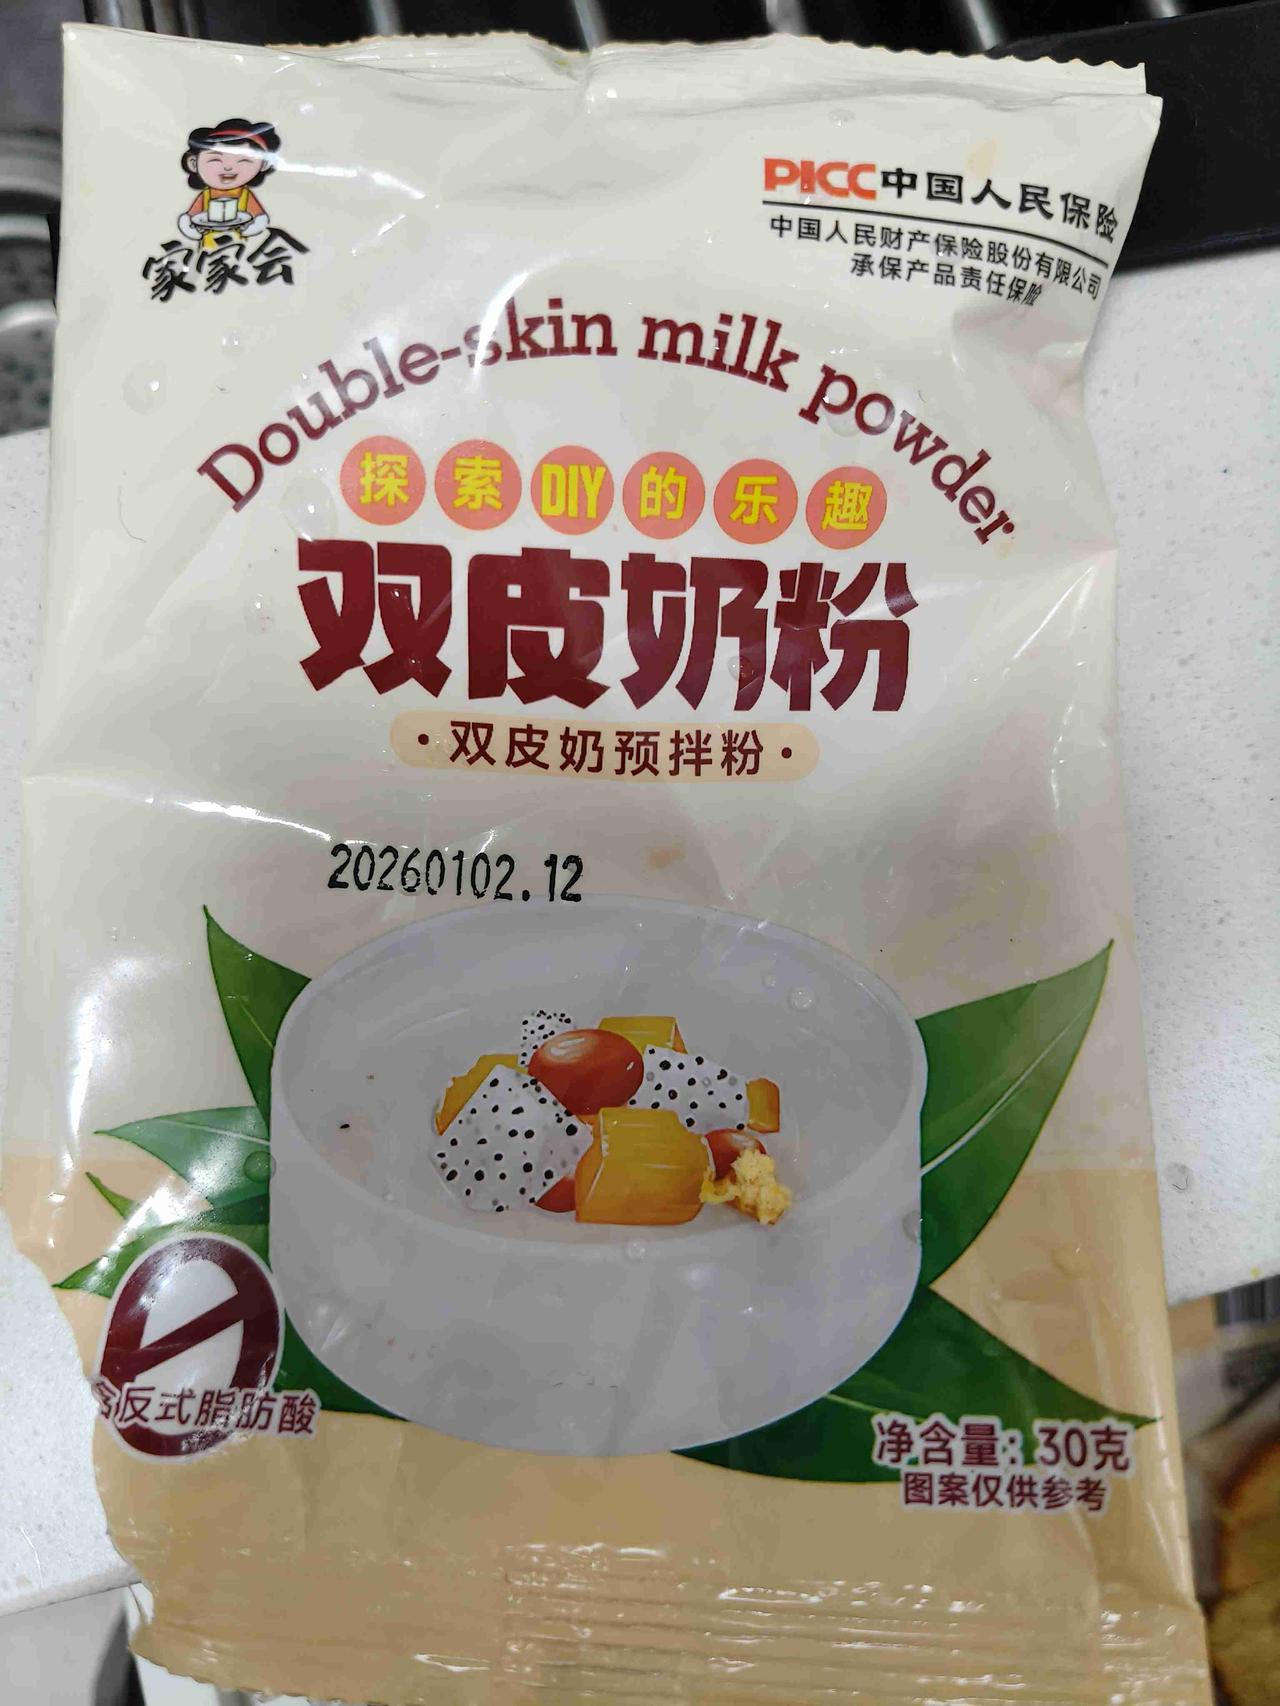 家家会
PICC中国人民保险
中国人民财产保险股份有限公司
承保产品责任保险
Double-skin milk powder
探索DIY的乐趣
双皮奶粉
·双皮奶预拌粉·
20260102.12
0
含反式脂肪酸
净含量：30克
图案仅供参考